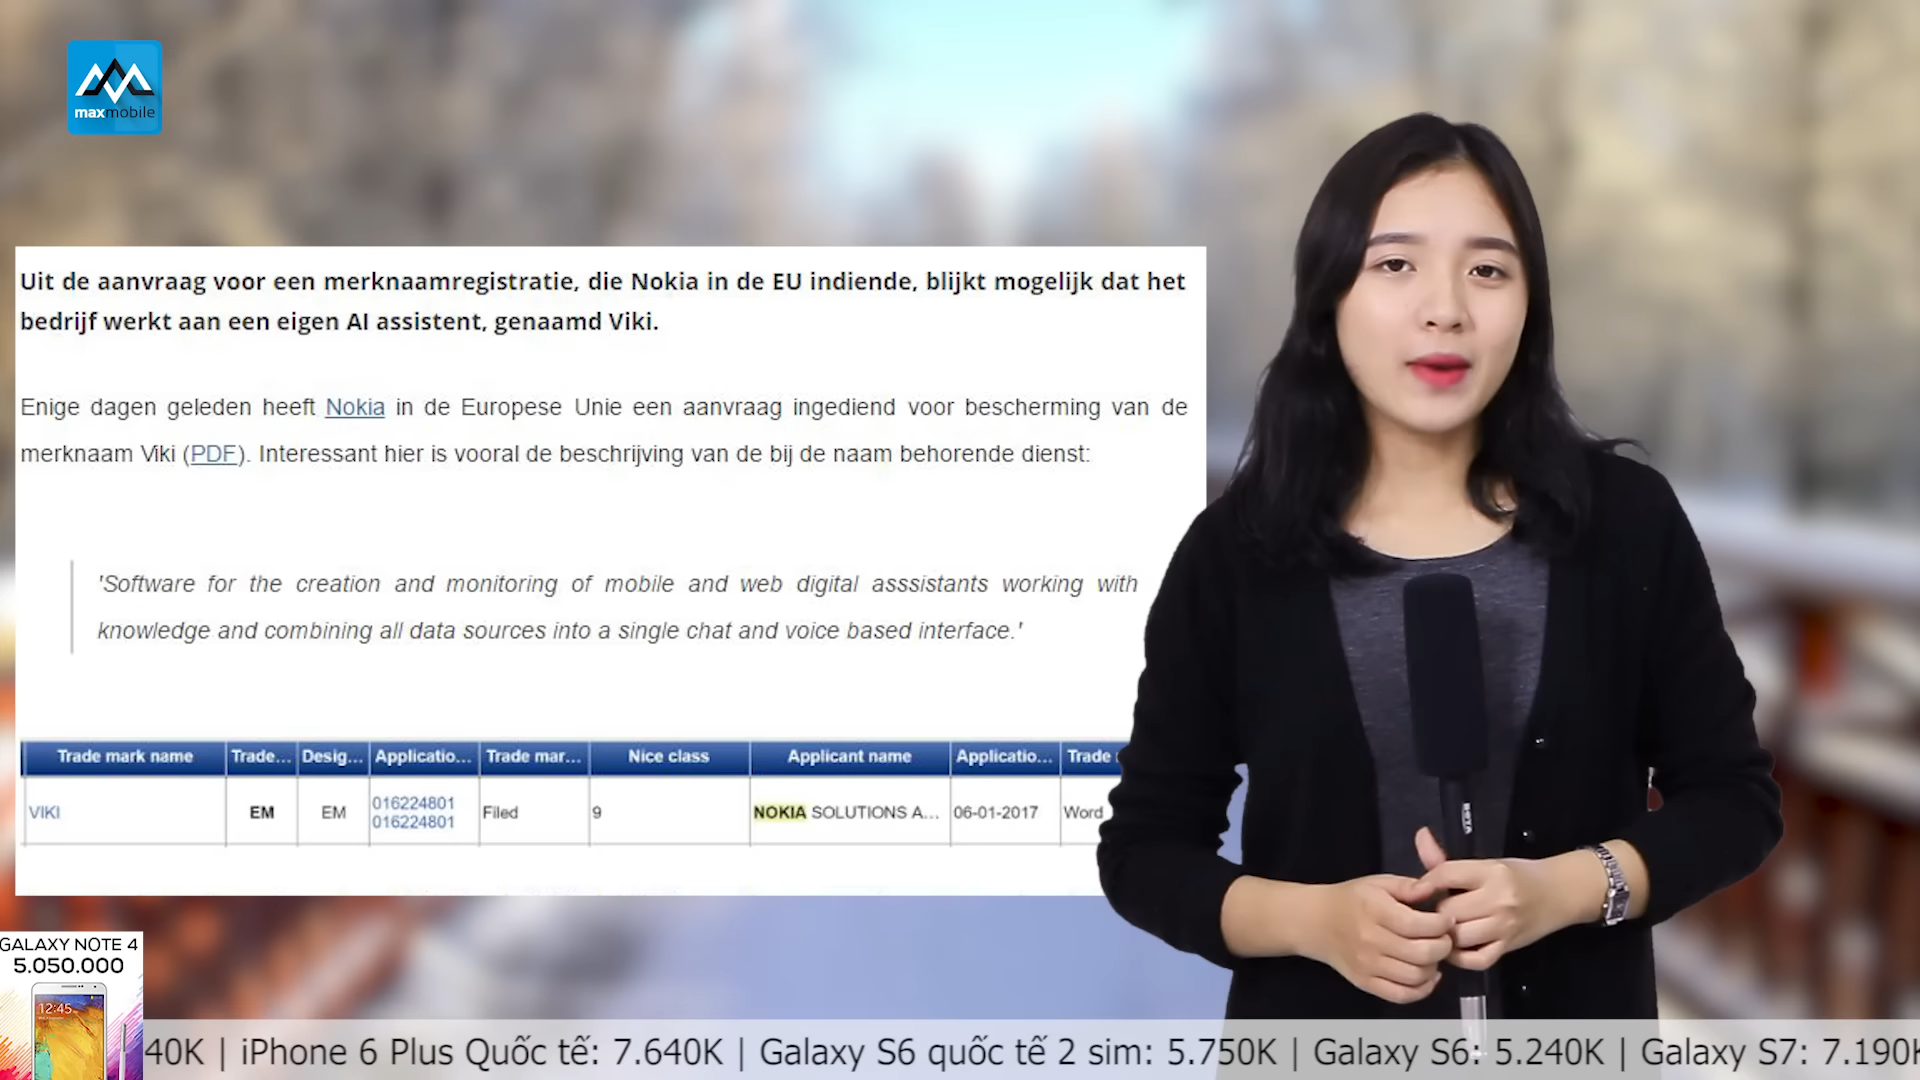 maxmobile
Uit de aanvraag voor een merknaamregistratie, die Nokia in de EU indiende, blijkt mogelijk dat het
bedrijf werkt aan een eigen AI assistent, genaamd Viki.
Enige dagen geleden heeft Nokia in de Europese Unie een aanvraag ingediend voor bescherming van de
merknaam Viki (PDF). Interessant hier is vooral de beschrijving van de bij de naam behorende dienst:
'Software for the creation and monitoring of mobile and web digital asssistants working with
knowledge and combining all data sources into a single chat and voice based interface.'
Trade mark name Trade... Desig... Applicatio... Trade mar... Nice class Applicant name Applicatio... Trade
VIKI EM EM 016224801 Filed 9 NOKIA SOLUTIONS A... 06-01-2017 Word
016224801
GALAXY NOTE 4
5.050.000
12:45
40K | iPhone 6 Plus Quốc tế: 7.640K | Galaxy S6 quốc tế 2 sim: 5.750K | Galaxy S6: 5.240K | Galaxy S7: 7.190K